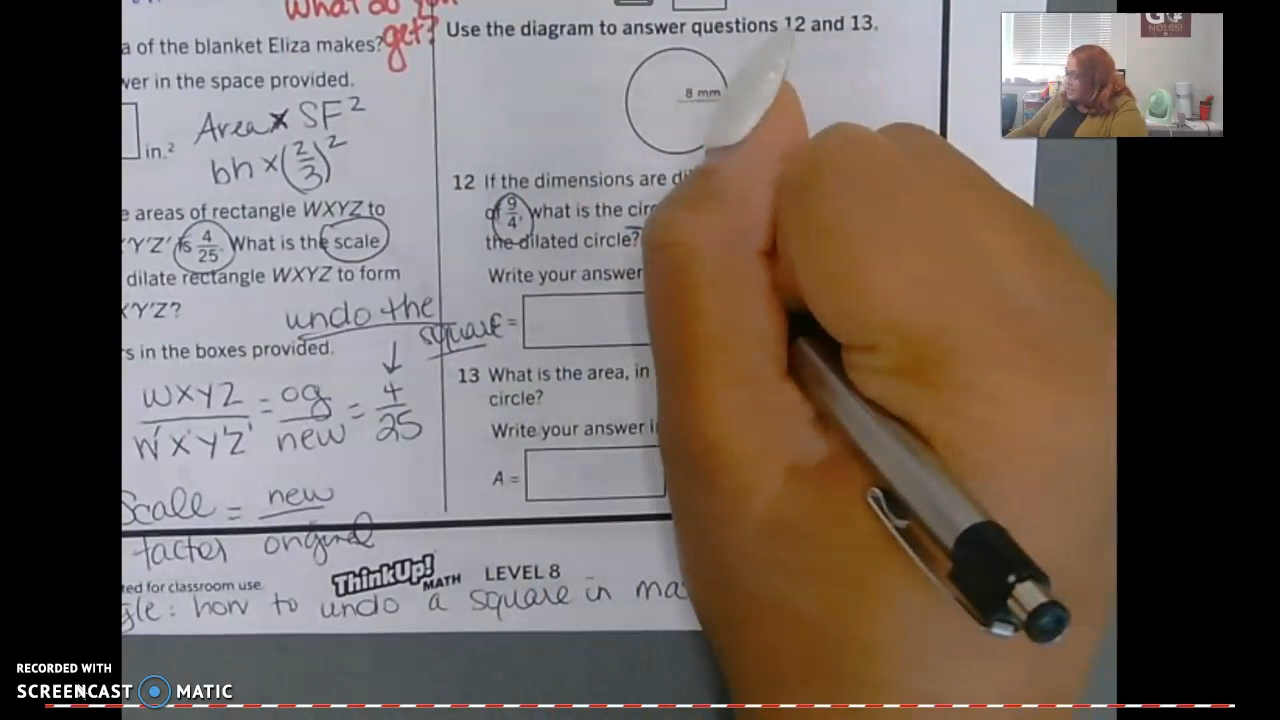 What do you
get?
a of the blanket Eliza makes?
ver in the space provided.
in.²
Area × SF²
bh × (2/3)²
e areas of rectangle WXYZ to
'Y'Z' is 4/25. What is the scale
dilate rectangle WXYZ to form
X'Y'Z'?
undo the
square
s in the boxes provided.
WXYZ/W'X'Y'Z' = og/new = 4/25
Scale = new
factor original
ed for classroom use.
ThinkUp! MATH LEVEL 8
gle: how to undo a square in ma
Use the diagram to answer questions 12 and 13.
8 mm
12 If the dimensions are di
of 9/4, what is the circ
the dilated circle?
Write your answer
=
13 What is the area, in
circle?
Write your answer i
A =
G
NOLES!
RECORDED WITH
SCREENCAST MATIC